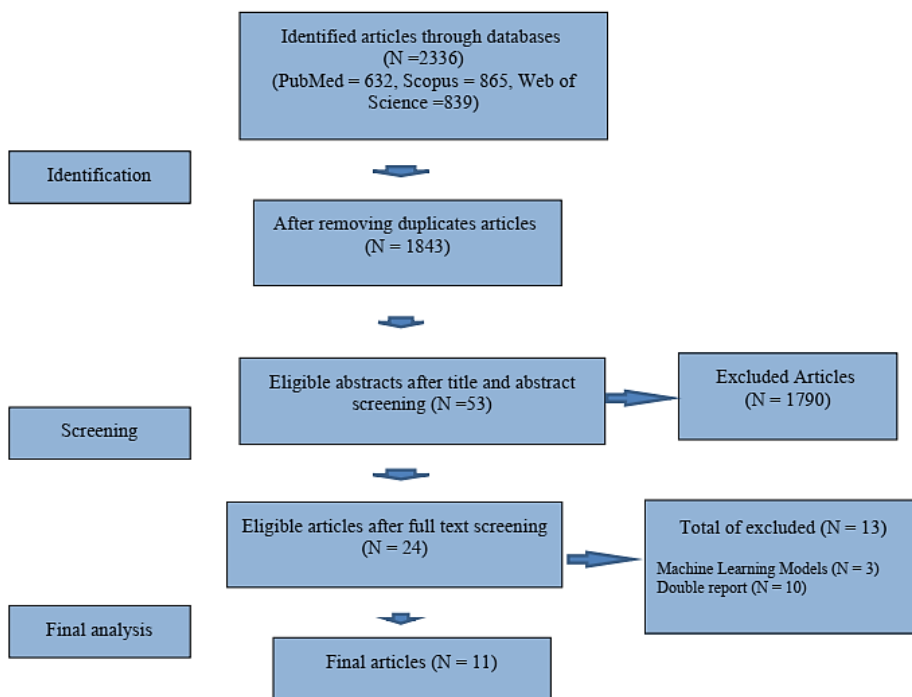 Identified articles through databases
(N =2336)
(PubMed = 632, Scopus = 865, Web of
Science =839)
Identification
After removing duplicates articles
(N = 1843)
Eligible abstracts after title and abstract
screening (N =53)
Excluded Articles
(N = 1790)
Screening
Eligible articles after full text screening
(N = 24)
Total of excluded (N = 13)
Machine Learning Models (N = 3)
Double report (N = 10)
Final analysis
Final articles (N = 11)